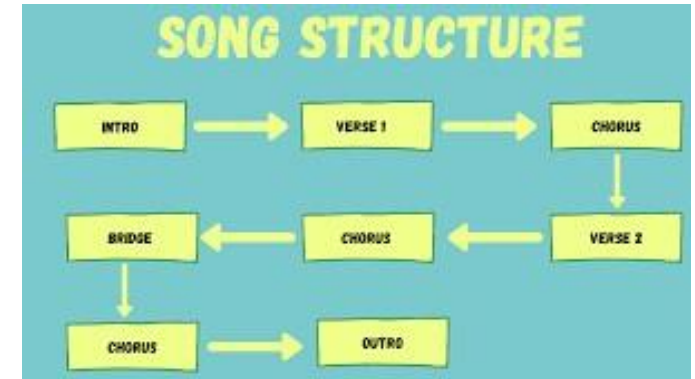 SONG STRUCTURE
INTRO
VERSE 1
CHORUS
VERSE 2
CHORUS
BRIDGE
CHORUS
OUTRO